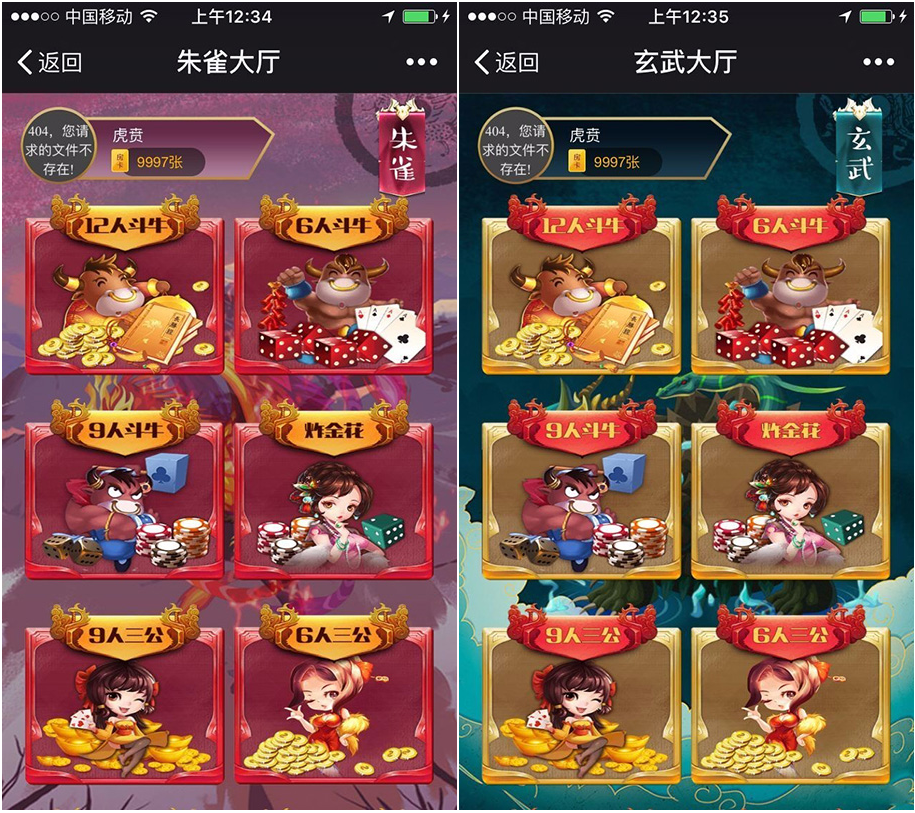 中国移动 上午12:34
返回 朱雀大厅
404，您请
求的文件不
存在!
虎贲
房卡 9997张
朱雀
12人斗牛 6人斗牛
9人斗牛 炸金花
9人三公 6人三公
中国移动 上午12:35
返回 玄武大厅
404，您请
求的文件不
存在!
虎贲
房卡 9997张
玄武
12人斗牛 6人斗牛
9人斗牛 炸金花
9人三公 6人三公